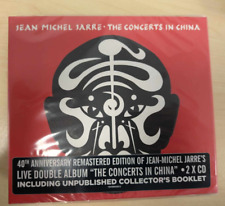 JEAN MICHEL JARRE · THE CONCERTS IN CHINA
40TH ANNIVERSARY REMASTERED EDITION OF JEAN-MICHEL JARRE'S
LIVE DOUBLE ALBUM "THE CONCERTS IN CHINA" • 2 X CD
INCLUDING UNPUBLISHED COLLECTOR'S BOOKLET